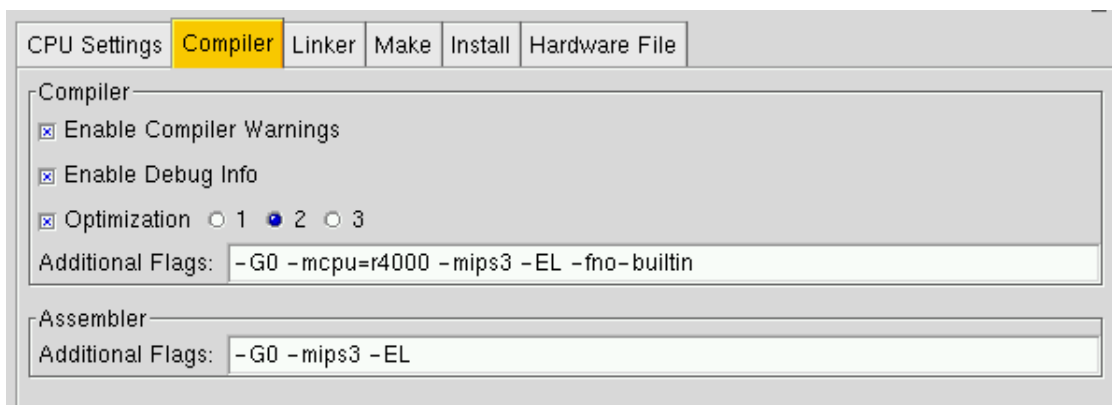 CPU Settings Compiler Linker Make Install Hardware File
Compiler
Enable Compiler Warnings
Enable Debug Info
Optimization 1 2 3
Additional Flags: -G0 -mcpu=r4000 -mips3 -EL -fno-builtin
Assembler
Additional Flags: -G0 -mips3 -EL